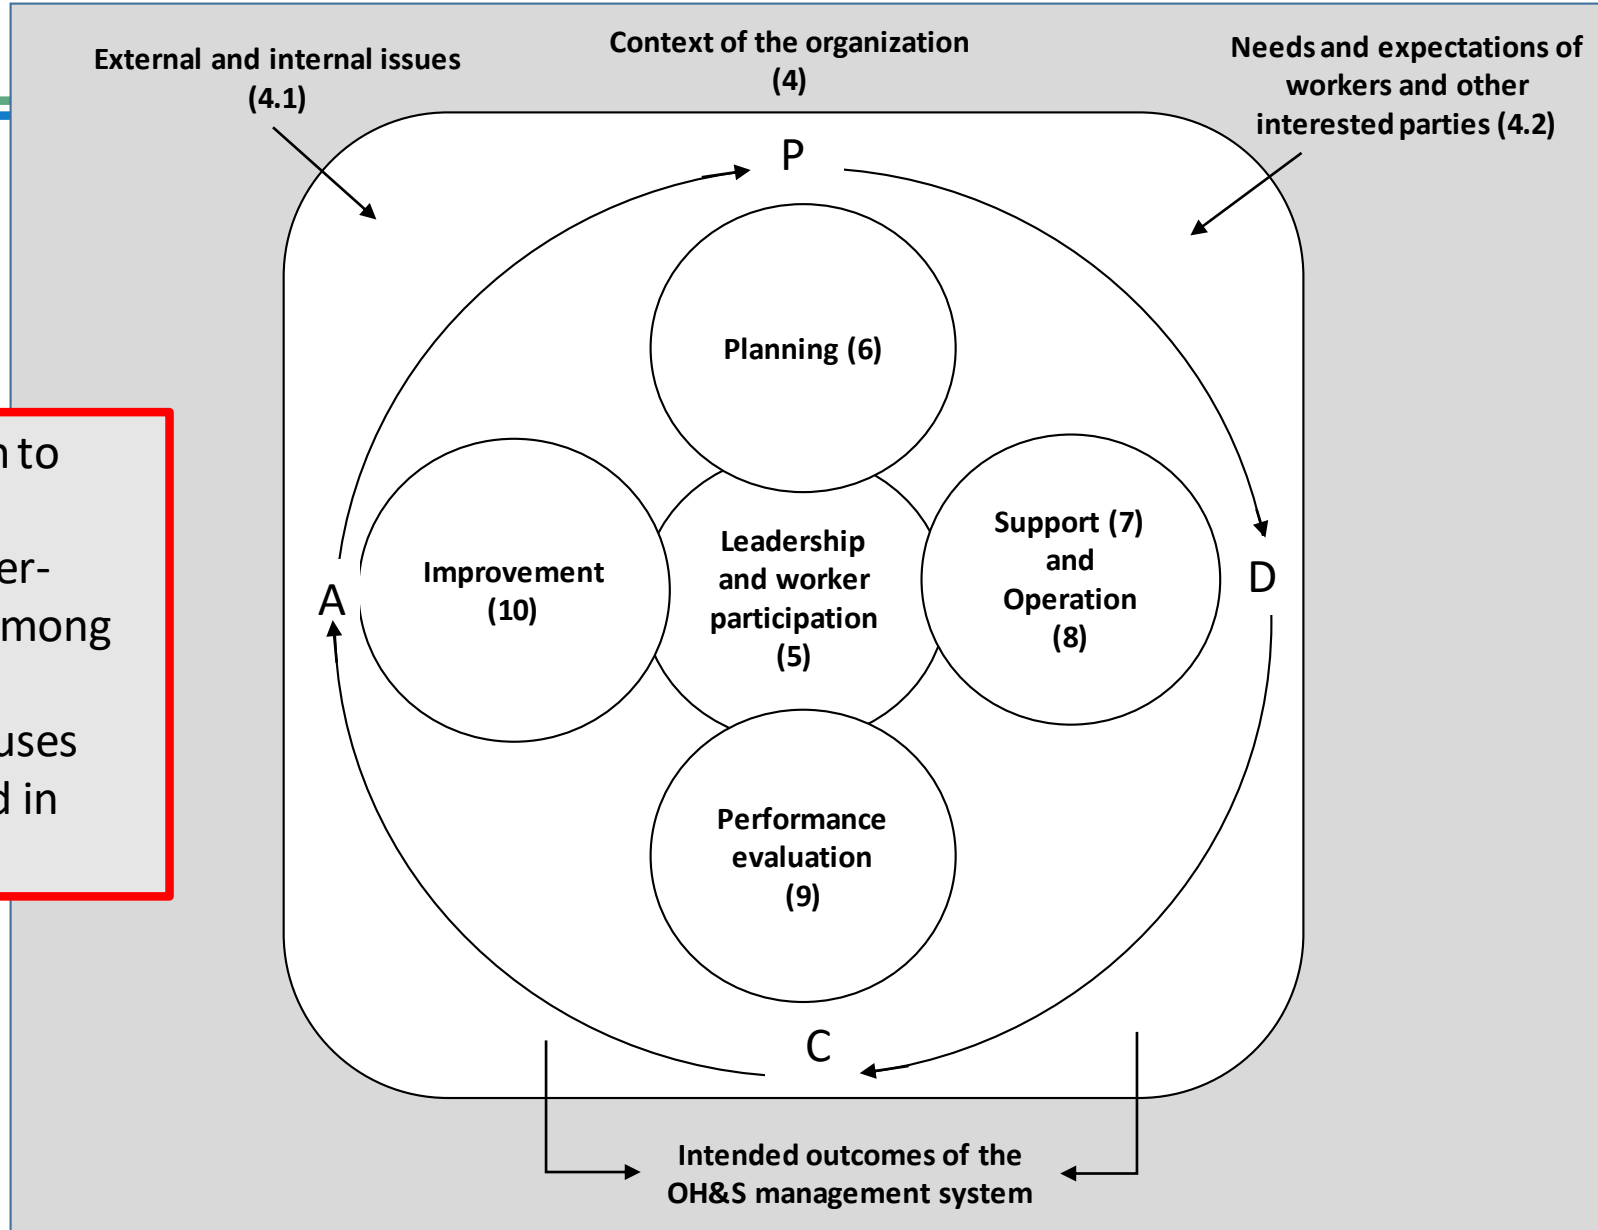 External and internal issues
(4.1)
Context of the organization
(4)
Needs and expectations of
workers and other
interested parties (4.2)
P
Planning (6)
to
er-
Improvement
(10)
Leadership
and worker
participation
(5)
Support (7)
and
Operation
(8)
A
D
mong
uses
d in
Performance
evaluation
(9)
C
Intended outcomes of the
OH&S management system